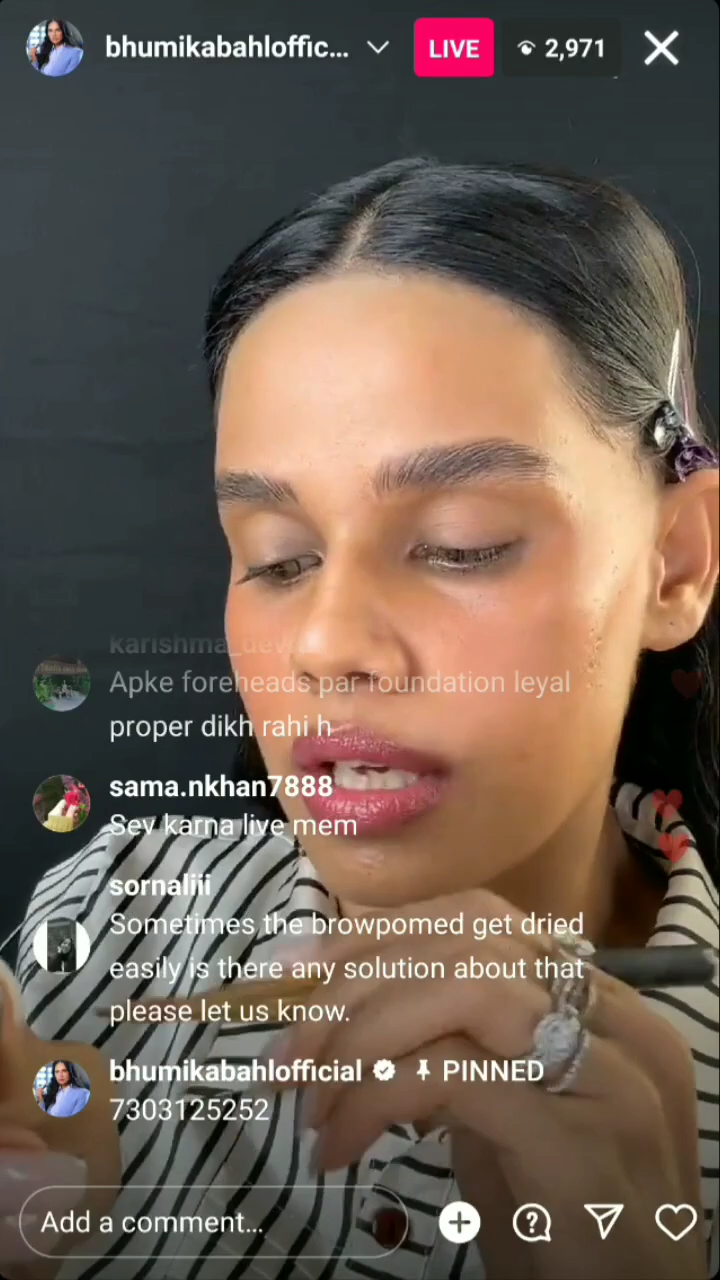 bhumikabahloffic...
LIVE
2,971
Apke foreheads par foundation leyal
proper dikh rahi h
sama.nkhan7888
Sev karna live mem
sornaliii
Sometimes the browpomed get dried
easily is there any solution about that
please let us know.
bhumikabahlofficial PINNED
7303125252
Add a comment...